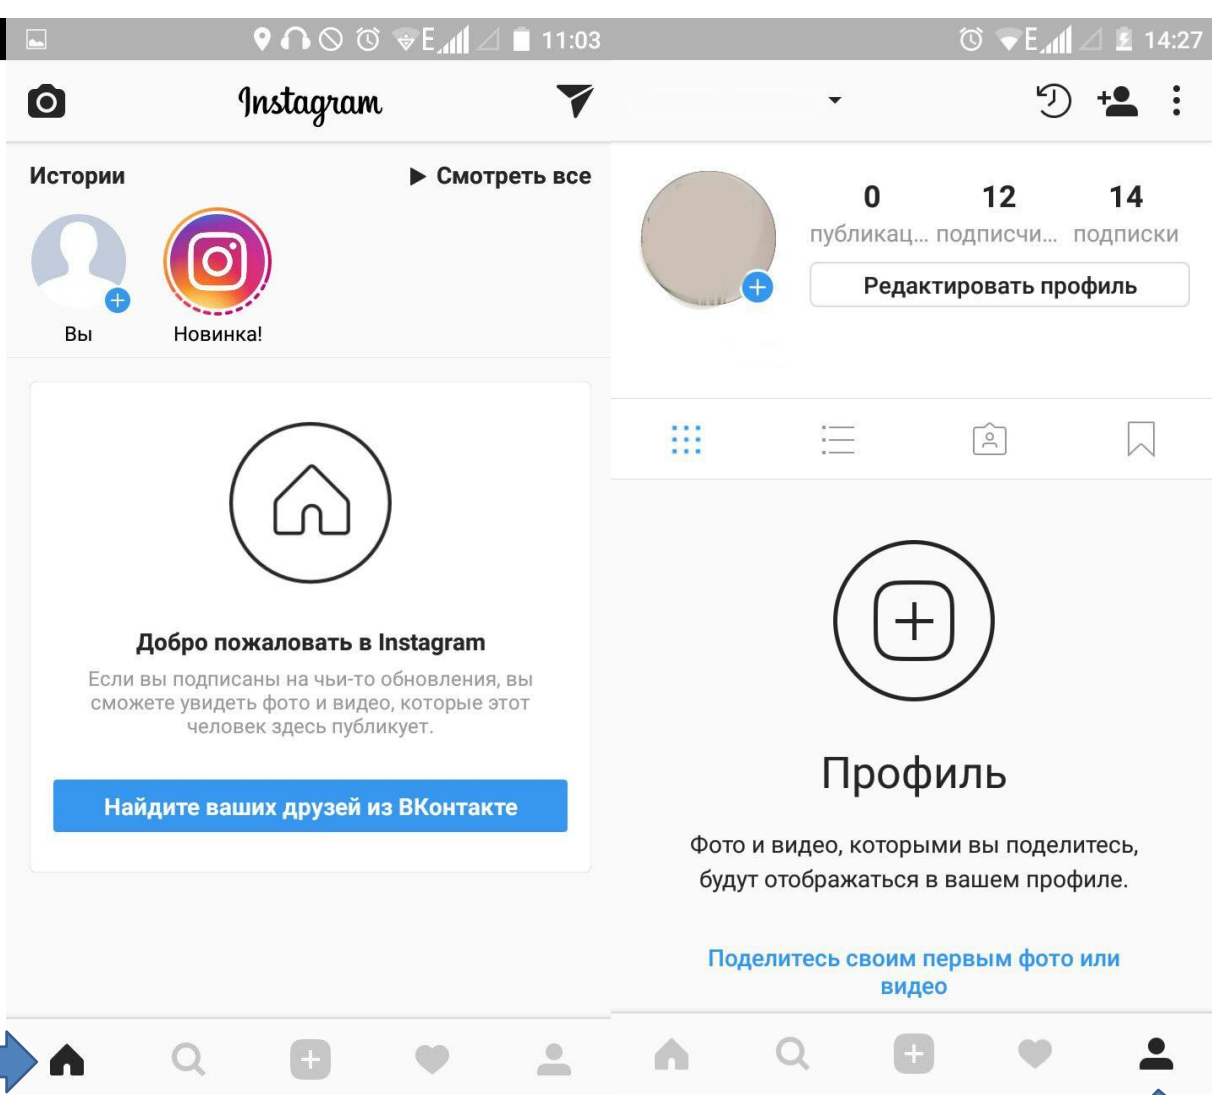 E 11:03
Instagram
Истории
Смотреть все
Вы
Новинка!
Добро пожаловать в Instagram
Если вы подписаны на чьи-то обновления, вы
сможете увидеть фото и видео, которые этот
человек здесь публикует.
Найдите ваших друзей из ВКонтакте
E 14:27
0 12 14
публикац... подписчи... подписки
Редактировать профиль
Профиль
Фото и видео, которыми вы поделитесь,
будут отображаться в вашем профиле.
Поделитесь своим первым фото или
видео